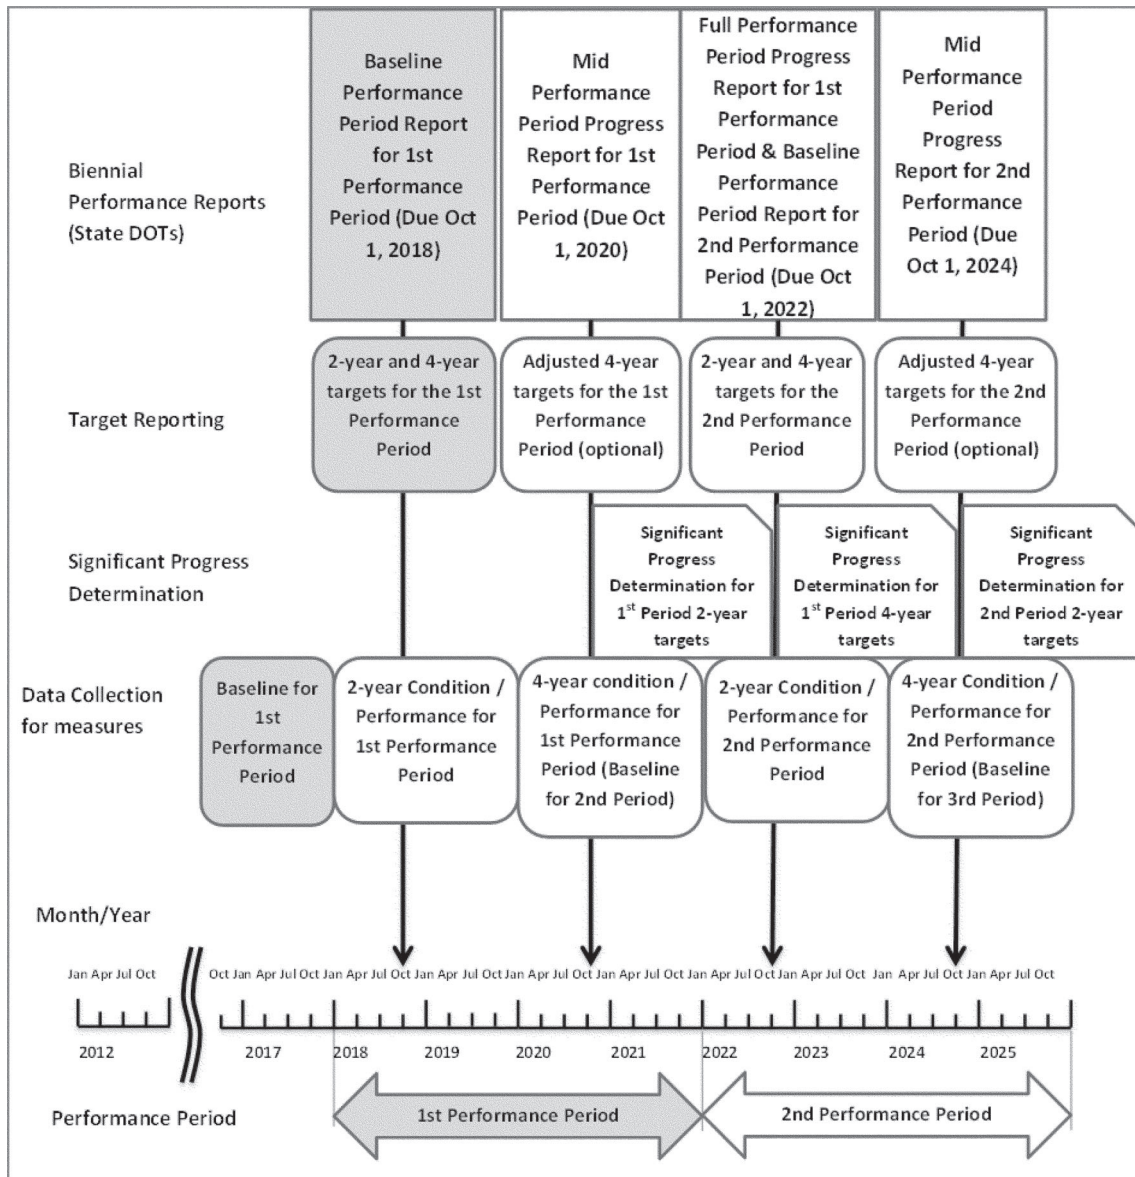 Biennial
Performance Reports
(State DOTs)
Baseline
Performance
Period Report
for 1st
Performance
Period (Due Oct
1, 2018)
Mid
Performance
Period Progress
Report for 1st
Performance
Period (Due Oct
1, 2020)
Full Performance
Period Progress
Report for 1st
Performance
Period & Baseline
Performance
Period Report for
2nd Performance
Period (Due Oct
1, 2022)
Mid
Performance
Period
Progress
Report for 2nd
Performance
Period (Due
Oct 1, 2024)
Target Reporting
2-year and 4-year
targets for the 1st
Performance
Period
Adjusted 4-year
targets for the 1st
Performance
Period (optional)
2-year and 4-year
targets for the
2nd Performance
Period
Adjusted 4-year
targets for the 2nd
Performance
Period (optional)
Significant Progress
Determination
Significant
Progress
Determination for
1st Period 2-year
targets
Significant
Progress
Determination for
1st Period 4-year
targets
Significant
Progress
Determination for
2nd Period 2-year
targets
Data Collection
for measures
Baseline for
1st
Performance
Period
2-year Condition /
Performance for
1st Performance
Period
4-year condition /
Performance for
1st Performance
Period (Baseline
for 2nd Period)
2-year Condition /
Performance for
2nd Performance
Period
4-year Condition /
Performance for
2nd Performance
Period (Baseline
for 3rd Period)
Month/Year
Jan Apr Jul Oct Oct Jan Apr Jul Oct Jan Apr Jul Oct Jan Apr Jul Oct Jan Apr Jul Oct Jan Apr Jul Oct Jan Apr Jul Oct Jan Apr Jul Oct Jan Apr Jul Oct Jan Apr Jul Oct
2012 2017 2018 2019 2020 2021 2022 2023 2024 2025
Performance Period
1st Performance Period
2nd Performance Period